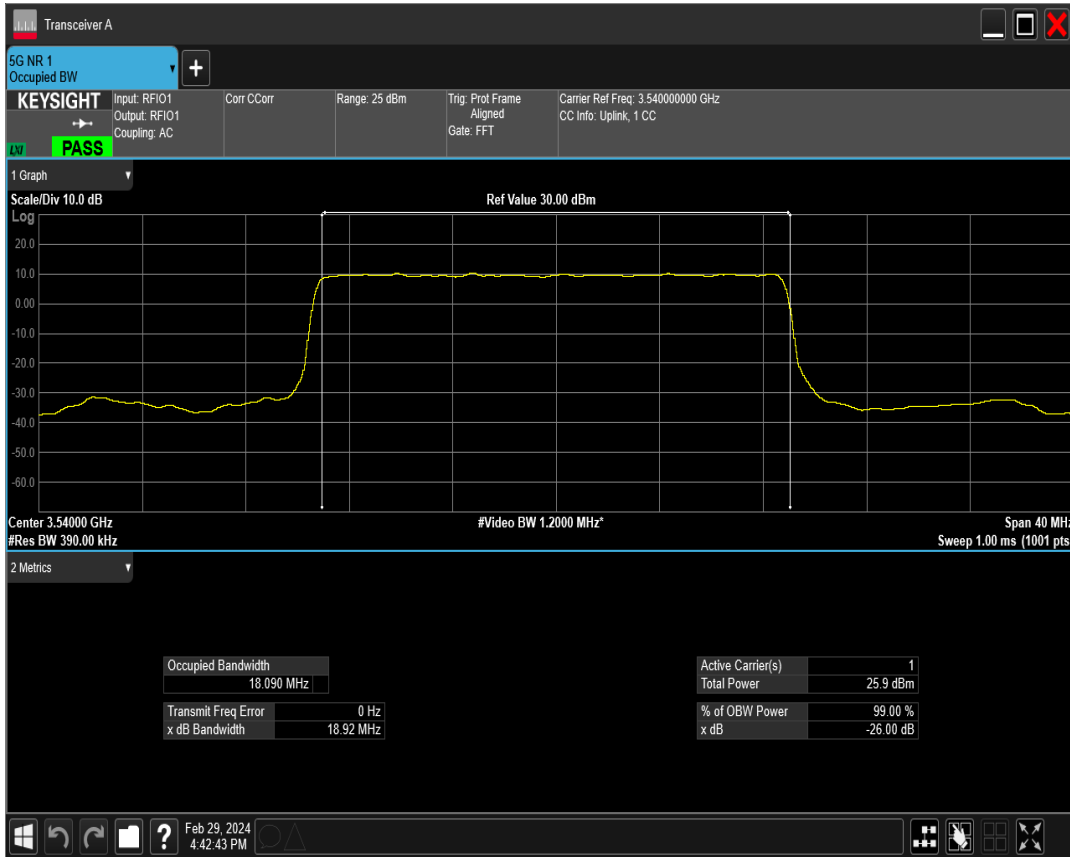 Transceiver A
5G NR 1
Occupied BW
+
KEYSIGHT
LXI
PASS
Input: RFIO1
Output: RFIO1
Coupling: AC
Corr CCorr
Range: 25 dBm
Trig: Prot Frame
Aligned
Gate: FFT
Carrier Ref Freq: 3.540000000 GHz
CC Info: Uplink, 1 CC
1 Graph
Scale/Div 10.0 dB
Ref Value 30.00 dBm
Log
20.0
10.0
0.00
-10.0
-20.0
-30.0
-40.0
-50.0
-60.0
Center 3.54000 GHz
#Video BW 1.2000 MHz*
Span 40 MHz
#Res BW 390.00 kHz
Sweep 1.00 ms (1001 pts
2 Metrics
Occupied Bandwidth
18.090 MHz
Transmit Freq Error 0 Hz
x dB Bandwidth 18.92 MHz
Active Carrier(s) 1
Total Power 25.9 dBm
% of OBW Power 99.00 %
x dB -26.00 dB
?
Feb 29, 2024
4:42:43 PM